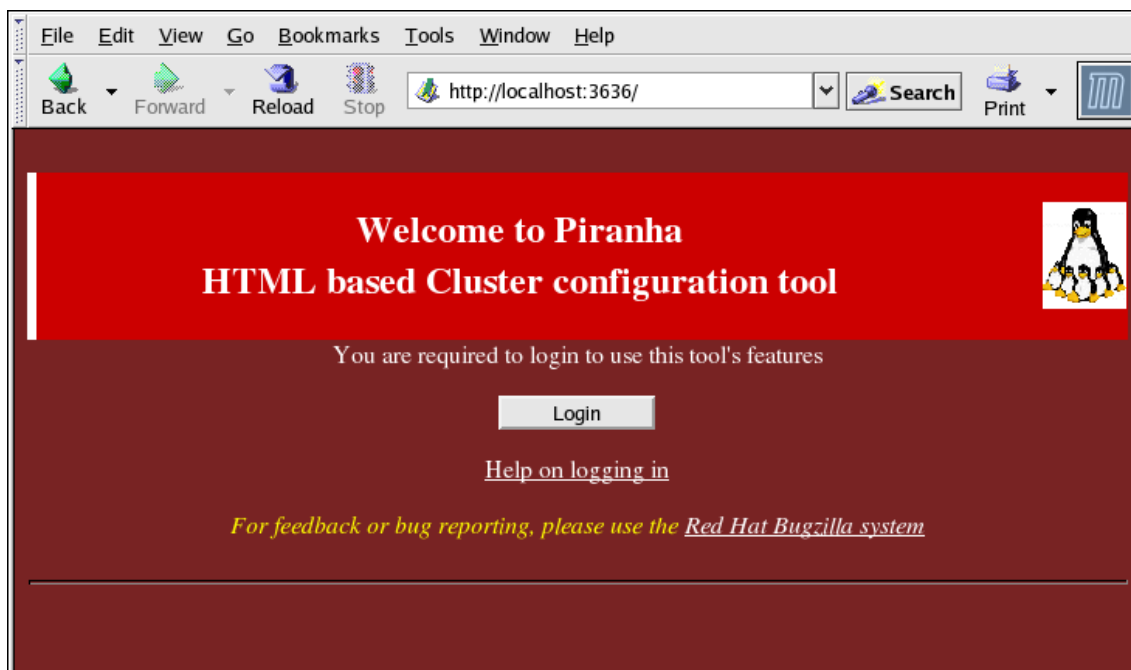 File Edit View Go Bookmarks Tools Window Help
Back Forward Reload Stop http://localhost:3636/ Search Print
Welcome to Piranha
HTML based Cluster configuration tool
You are required to login to use this tool's features
Login
Help on logging in
For feedback or bug reporting, please use the Red Hat Bugzilla system